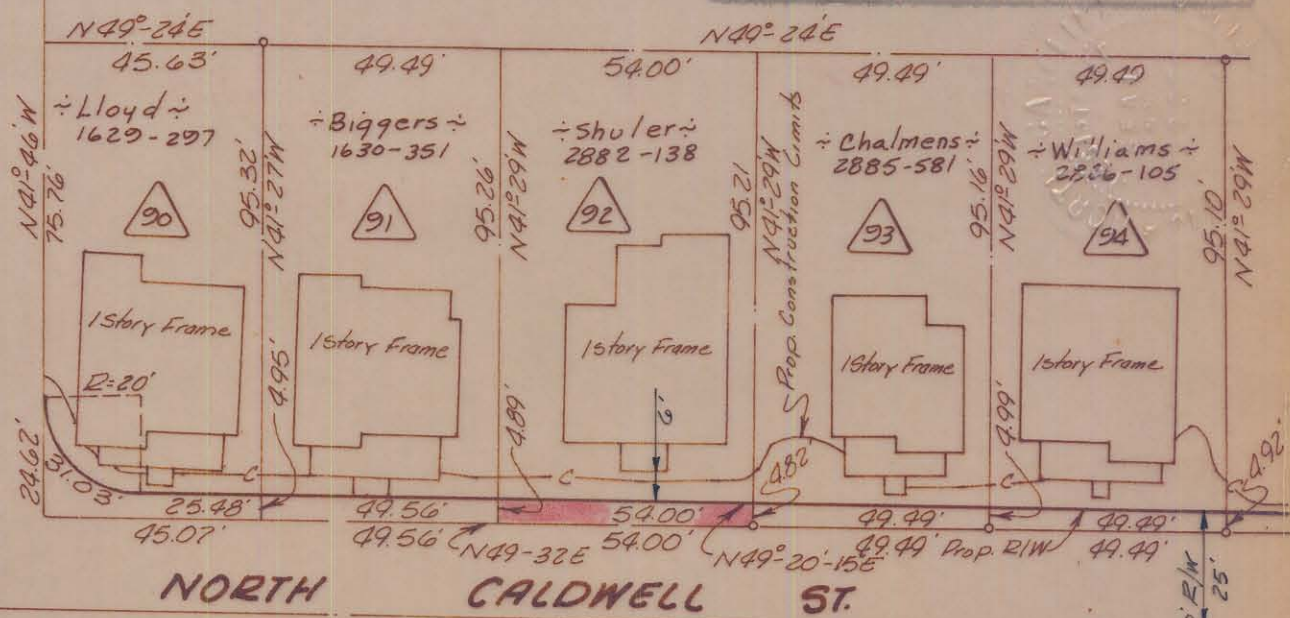 N49°-24'E
N49°-24'E
45.63'
49.49'
54.00'
49.49'
49.49
÷ Lloyd ÷
1629-297
÷ Biggers ÷
1630-351
÷ Shuler ÷
2882-138
÷ Chalmens ÷
2885-581
÷ Williams ÷
N41°-46'W
75.76'
95.32'
N41°-27'W
95.26'
N41°-29'W
95.21
N41°-29'W
Prop. Construction Limits
95.16'
N41°-29'W
95.10'
N41°-29'W
90
91
92
93
94
1 Story Frame
1 Story Frame
1 Story Frame
1 Story Frame
1 Story Frame
R=20'
4.95'
4.89'
6'
4.82
4.99'
4.92
24.62'
31.03'
C
C
C
C
25.48'
49.56'
54.00'
49.49'
49.49'
45.07'
49.56'
N49-32E
54.00'
N49°-20'-15E
49.49'
Prop. R/W
49.49'
NORTH CALDWELL ST.
R/W
25'